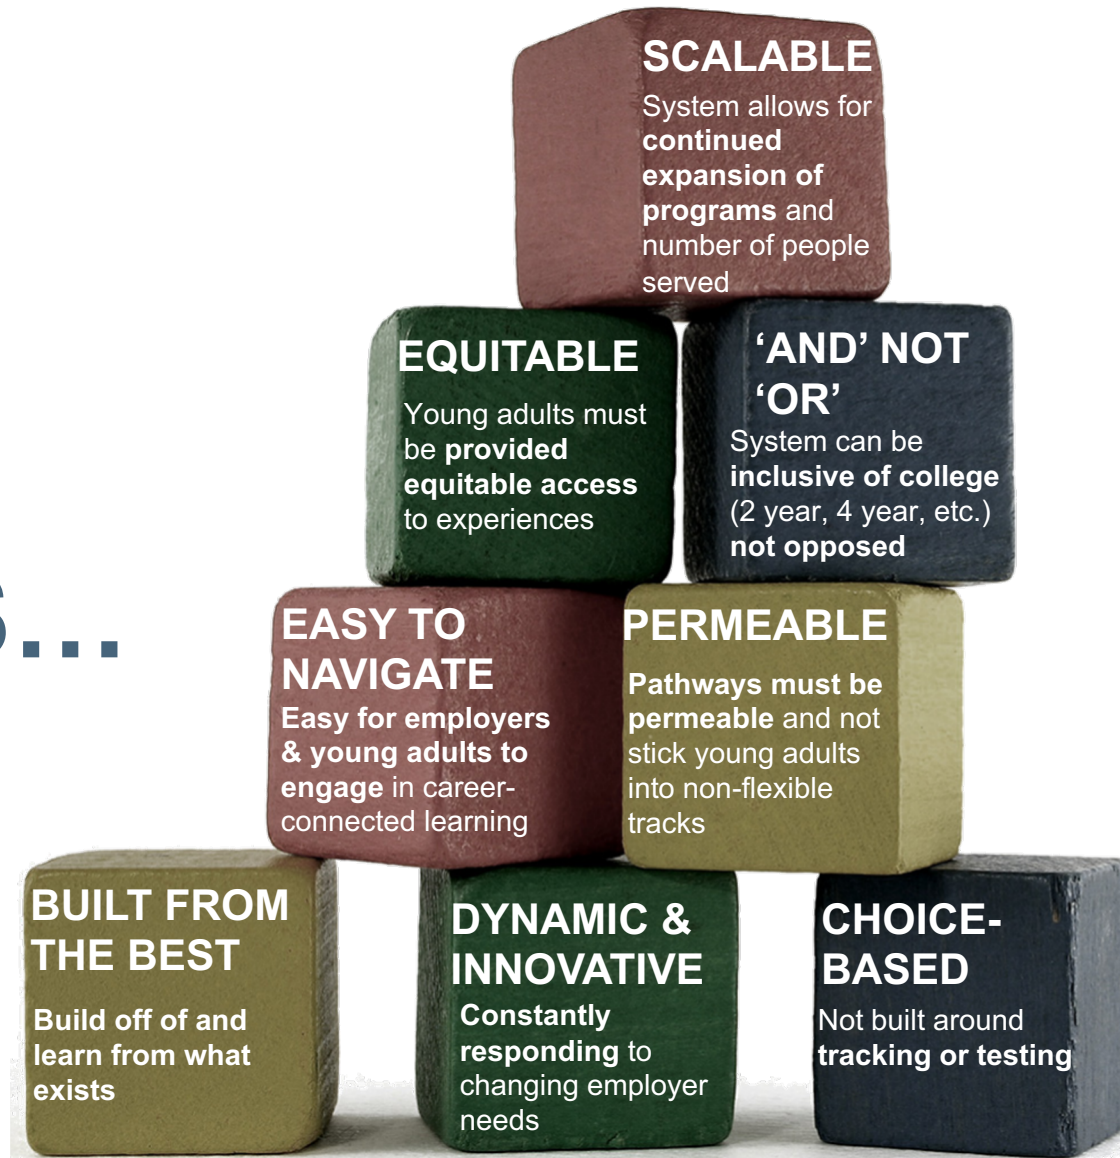 SCALABLE
System allows for
continued
expansion of
programs and
number of people
served
EQUITABLE
Young adults must
be provided
equitable access
to experiences
‘AND’ NOT
‘OR’
System can be
inclusive of college
(2 year, 4 year, etc.)
not opposed
s...
EASY TO
NAVIGATE
Easy for employers
& young adults to
engage in career-
connected learning
PERMEABLE
Pathways must be
permeable and not
stick young adults
into non-flexible
tracks
BUILT FROM
THE BEST
Build off of and
learn from what
exists
DYNAMIC &
INNOVATIVE
Constantly
responding to
changing employer
needs
CHOICE-
BASED
Not built around
tracking or testing